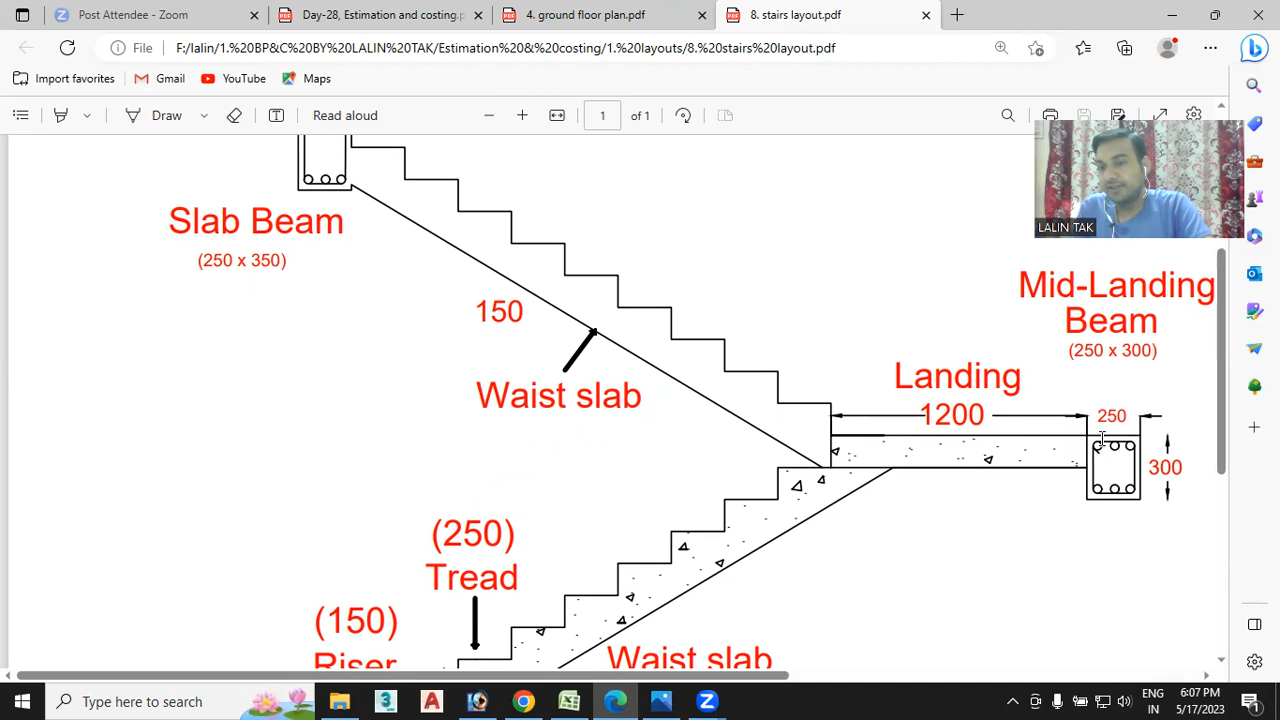 Post Attendee - Zoom
Day-28, Estimation and costing.p
4. ground floor plan.pdf
8. stairs layout.pdf
File
F:/lalin/1.%20BP&C%20BY%20LALIN%20TAK/Estimation%20&%20costing/1.%20layouts/8.%20stairs%20layout.pdf
Import favorites
Gmail
YouTube
Maps
Draw
Read aloud
1
of 1
LALIN TAK
Slab Beam
(250 x 350)
150
Waist slab
Mid-Landing
Beam
(250 x 300)
Landing
1200
250
300
(250)
Tread
(150)
Riser
Waist slab
Type here to search
ENG
IN
6:07 PM
5/17/2023
1